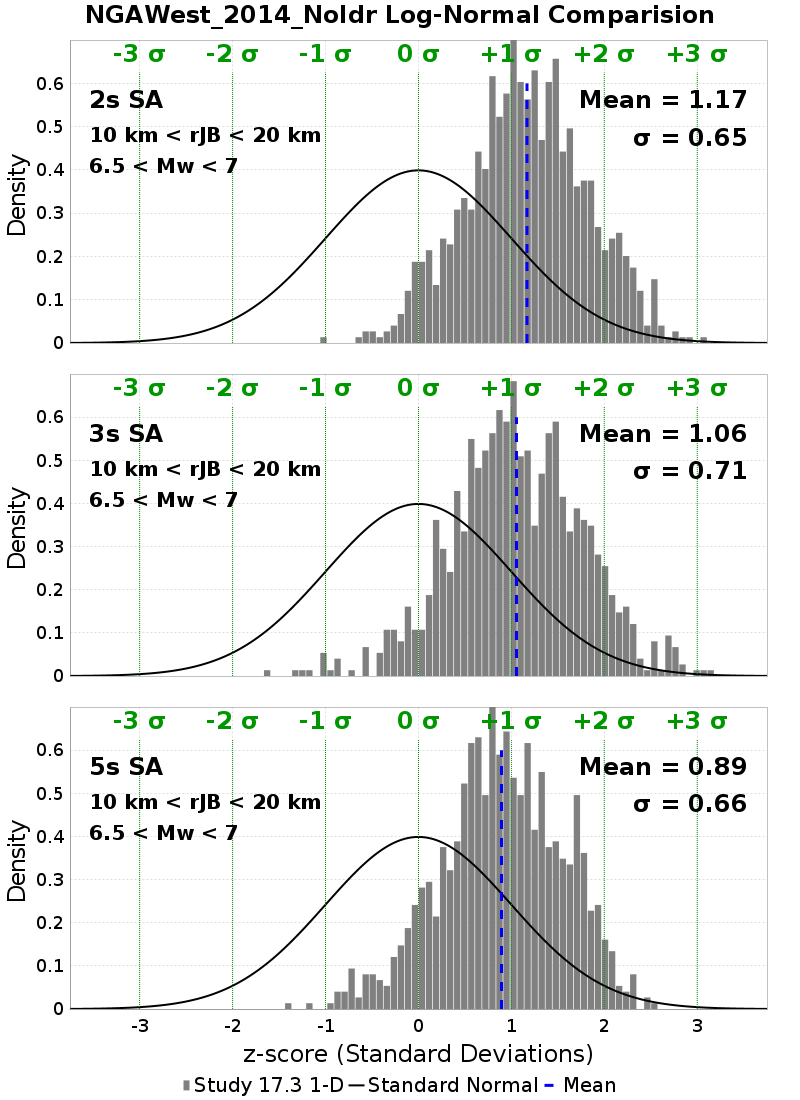 NGAWest_2014_NoIdr Log-Normal Comparision
-3 σ -2 σ -1 σ 0 σ +1 σ +2 σ +3 σ
2s SA
10 km < rJB < 20 km
6.5 < Mw < 7
Mean = 1.17
σ = 0.65
Density
0.6
0.5
0.4
0.3
0.2
0.1
0
-3 σ -2 σ -1 σ 0 σ +1 σ +2 σ +3 σ
3s SA
10 km < rJB < 20 km
6.5 < Mw < 7
Mean = 1.06
σ = 0.71
Density
0.6
0.5
0.4
0.3
0.2
0.1
0
-3 σ -2 σ -1 σ 0 σ +1 σ +2 σ +3 σ
5s SA
10 km < rJB < 20 km
6.5 < Mw < 7
Mean = 0.89
σ = 0.66
Density
0.6
0.5
0.4
0.3
0.2
0.1
0
-3 -2 -1 0 1 2 3
z-score (Standard Deviations)
Study 17.3 1-D Standard Normal Mean